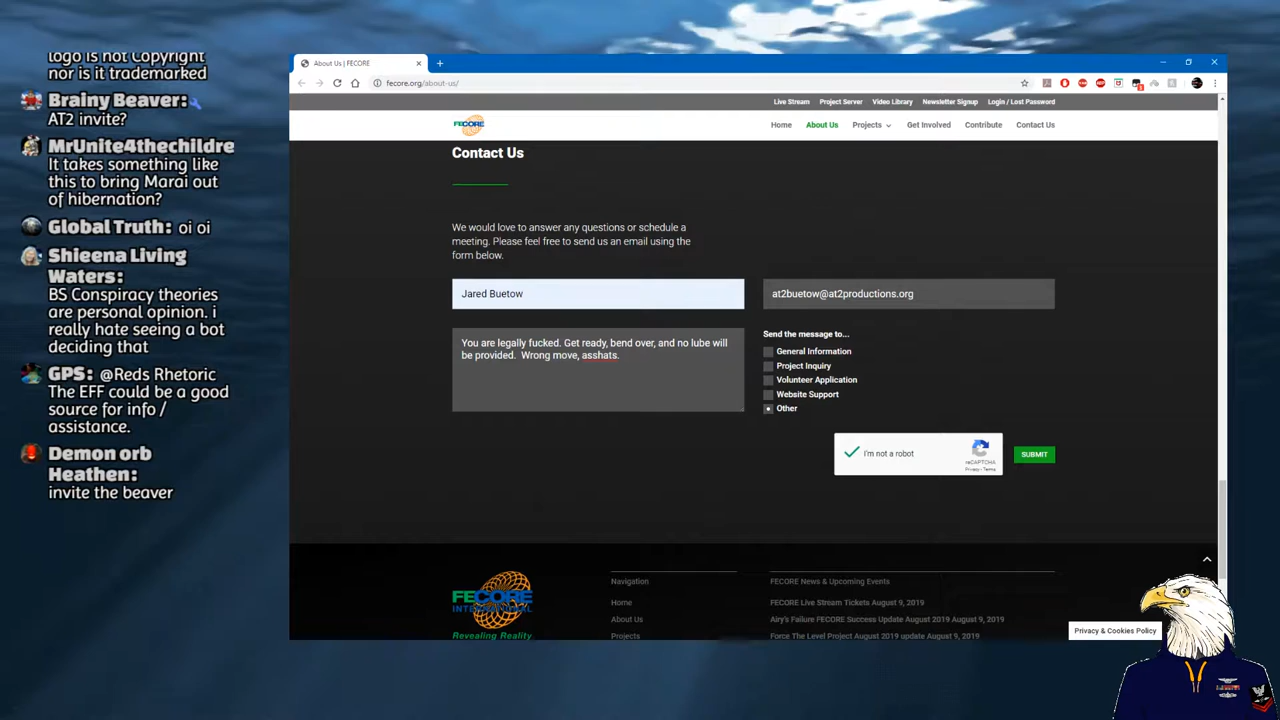 logo is not Copyright
nor is it trademarked
Brainy Beaver:
AT2 invite?
MrUnite4thechildre
It takes something like
this to bring Marai out
of hibernation?
Global Truth: oi oi
Shieena Living
Waters:
BS Conspiracy theories
are personal opinion. i
really hate seeing a bot
deciding that
GPS: @Reds Rhetoric
The EFF could be a good
source for info /
assistance.
Demon orb
Heathen:
invite the beaver
About Us | FECORE
fecore.org/about-us/
Live Stream Project Server Video Library Newsletter Signup Login / Lost Password
FECORE
Home About Us Projects Get Involved Contribute Contact Us
Contact Us
We would love to answer any questions or schedule a
meeting. Please feel free to send us an email using the
form below.
Jared Buetow
at2buetow@at2productions.org
You are legally fucked. Get ready, bend over, and no lube will
be provided. Wrong move, asshats.
Send the message to...
General Information
Project Inquiry
Volunteer Application
Website Support
Other
I'm not a robot
reCAPTCHA
Privacy - Terms
SUBMIT
FECORE
INTERNATIONAL
Revealing Reality
Navigation
Home
About Us
Projects
FECORE News & Upcoming Events
FECORE Live Stream Tickets August 9, 2019
Airy's Failure FECORE Success Update August 2019 August 9, 2019
Force The Level Project August 2019 update August 9, 2019
Privacy & Cookies Policy